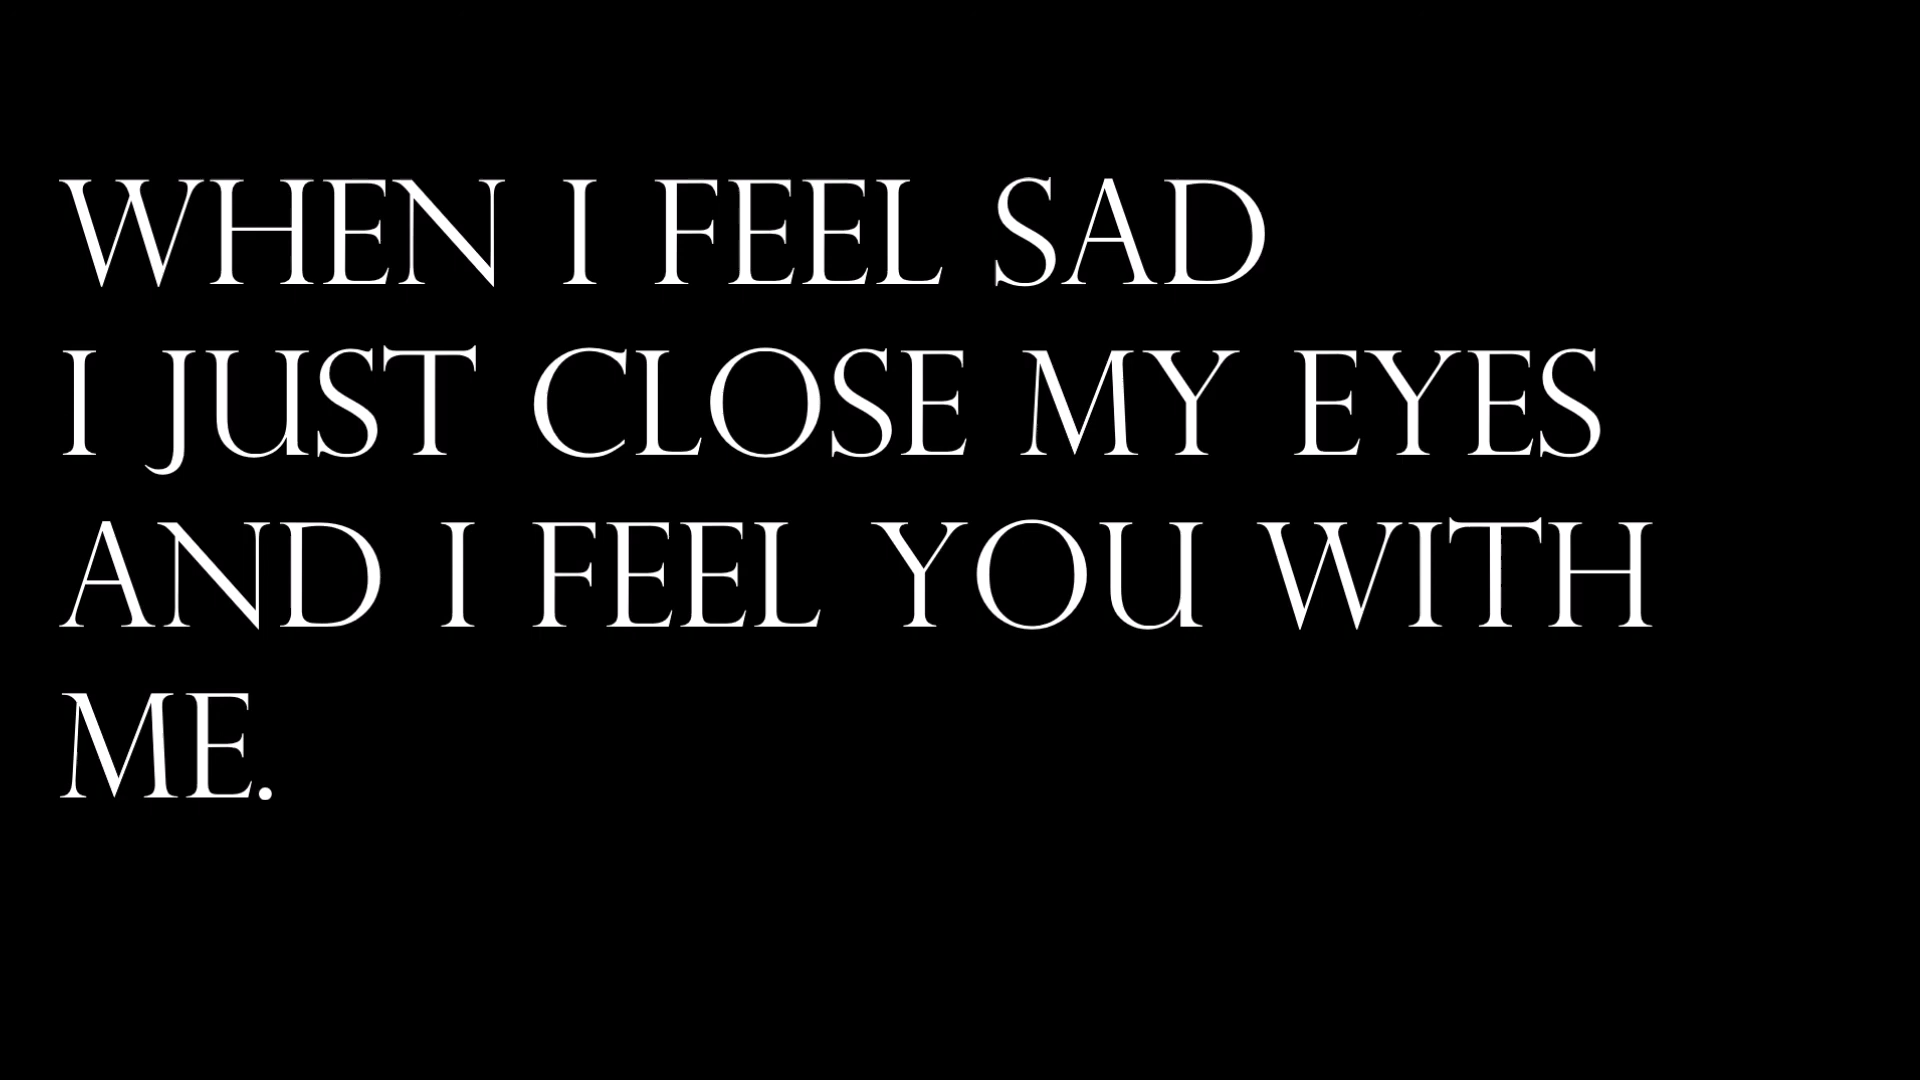 WHEN I FEEL SAD
I JUST CLOSE MY EYES
AND I FEEL YOU WITH
ME.